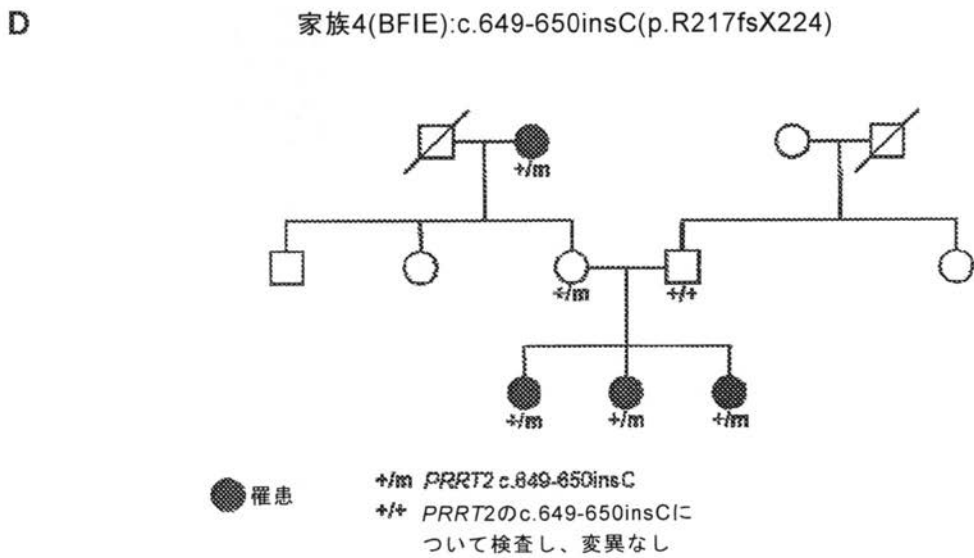 D
家族4(BFIE):c.649-650insC(p.R217fsX224)
+/m
+/m
+/+
+/m
+/m
+/m
罹患
+/m PRRT2 c.649-650insC
+/+ PRRT2のc.649-650insCに
ついて検査し、変異なし